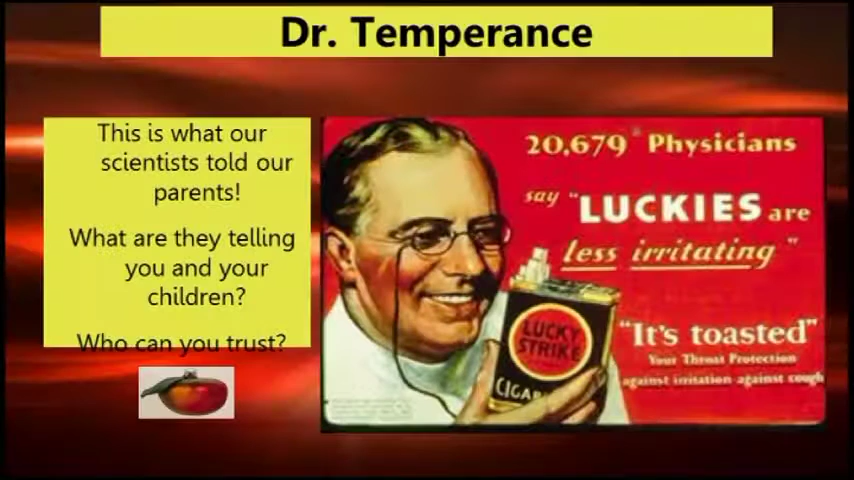 Dr. Temperance
This is what our
scientists told our
parents!
What are they telling
you and your
children?
Who can you trust?
20,679* Physicians
say "LUCKIES are
less irritating"
"It's toasted"
Your Throat Protection
against irritation against cough
LUCKY
STRIKE
CIGAR